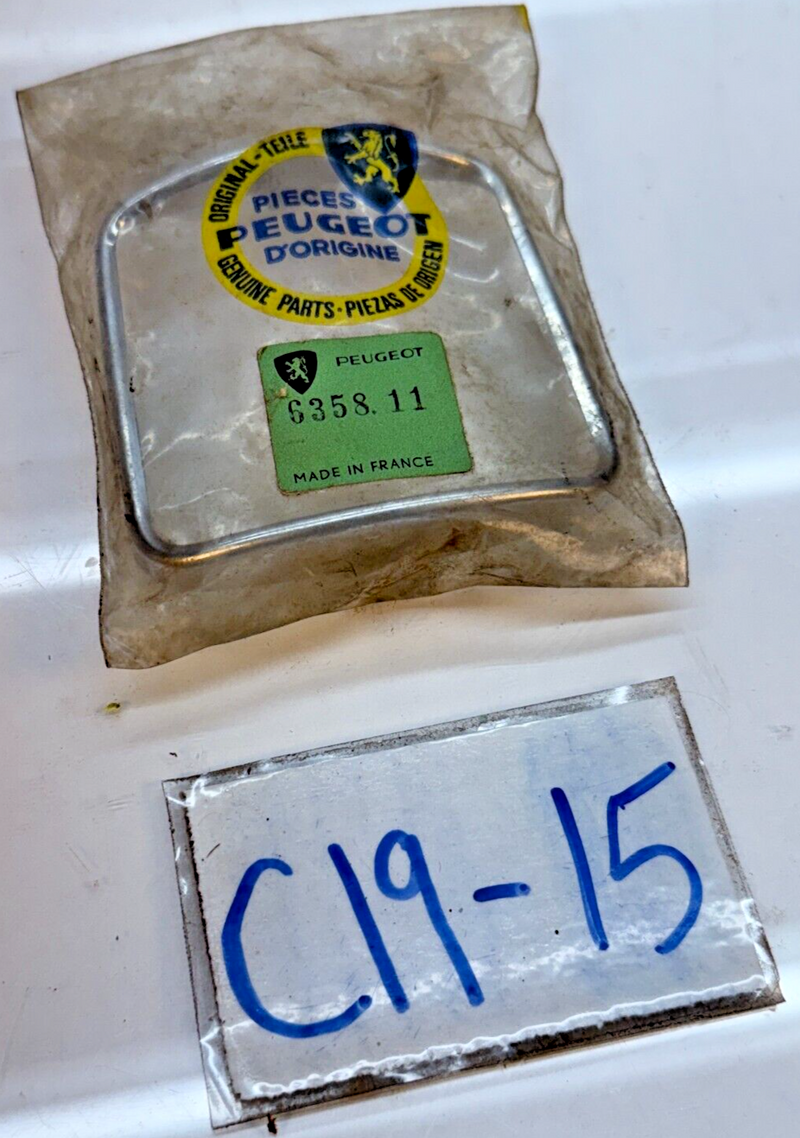 ORIGINAL-TEILE
PIECES
PEUGEOT
D'ORIGINE
GENUINE PARTS·PIEZAS DE ORIGEN
PEUGEOT
6358.11
MADE IN FRANCE
C19-15